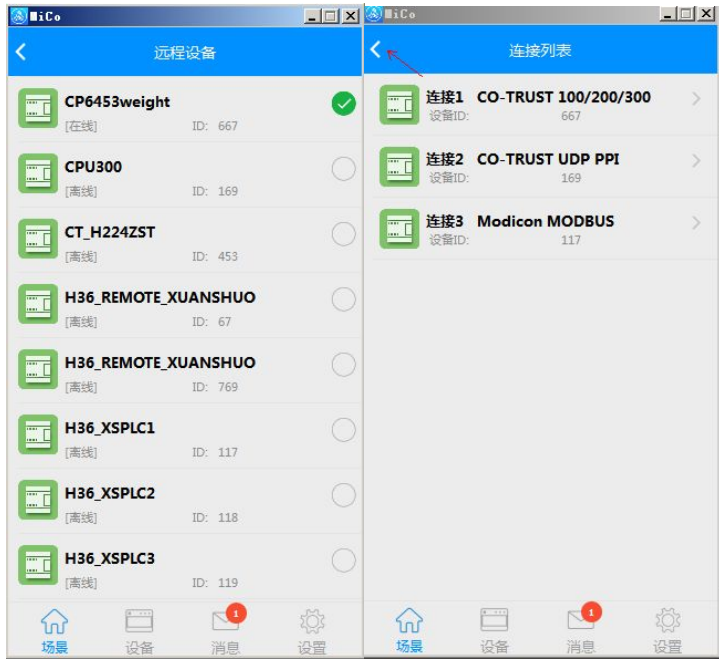 MiCo
远程设备
CP6453weight
[在线] ID: 667
CPU300
[离线] ID: 169
CT_H224ZST
[离线] ID: 453
H36_REMOTE_XUANSHUO
[离线] ID: 67
H36_REMOTE_XUANSHUO
[离线] ID: 769
H36_XSPLC1
[离线] ID: 117
H36_XSPLC2
[离线] ID: 118
H36_XSPLC3
[离线] ID: 119
1
场景 设备 消息 设置
MiCo
连接列表
连接1 CO-TRUST 100/200/300
设备ID: 667
连接2 CO-TRUST UDP PPI
设备ID: 169
连接3 Modicon MODBUS
设备ID: 117
1
场景 设备 消息 设置